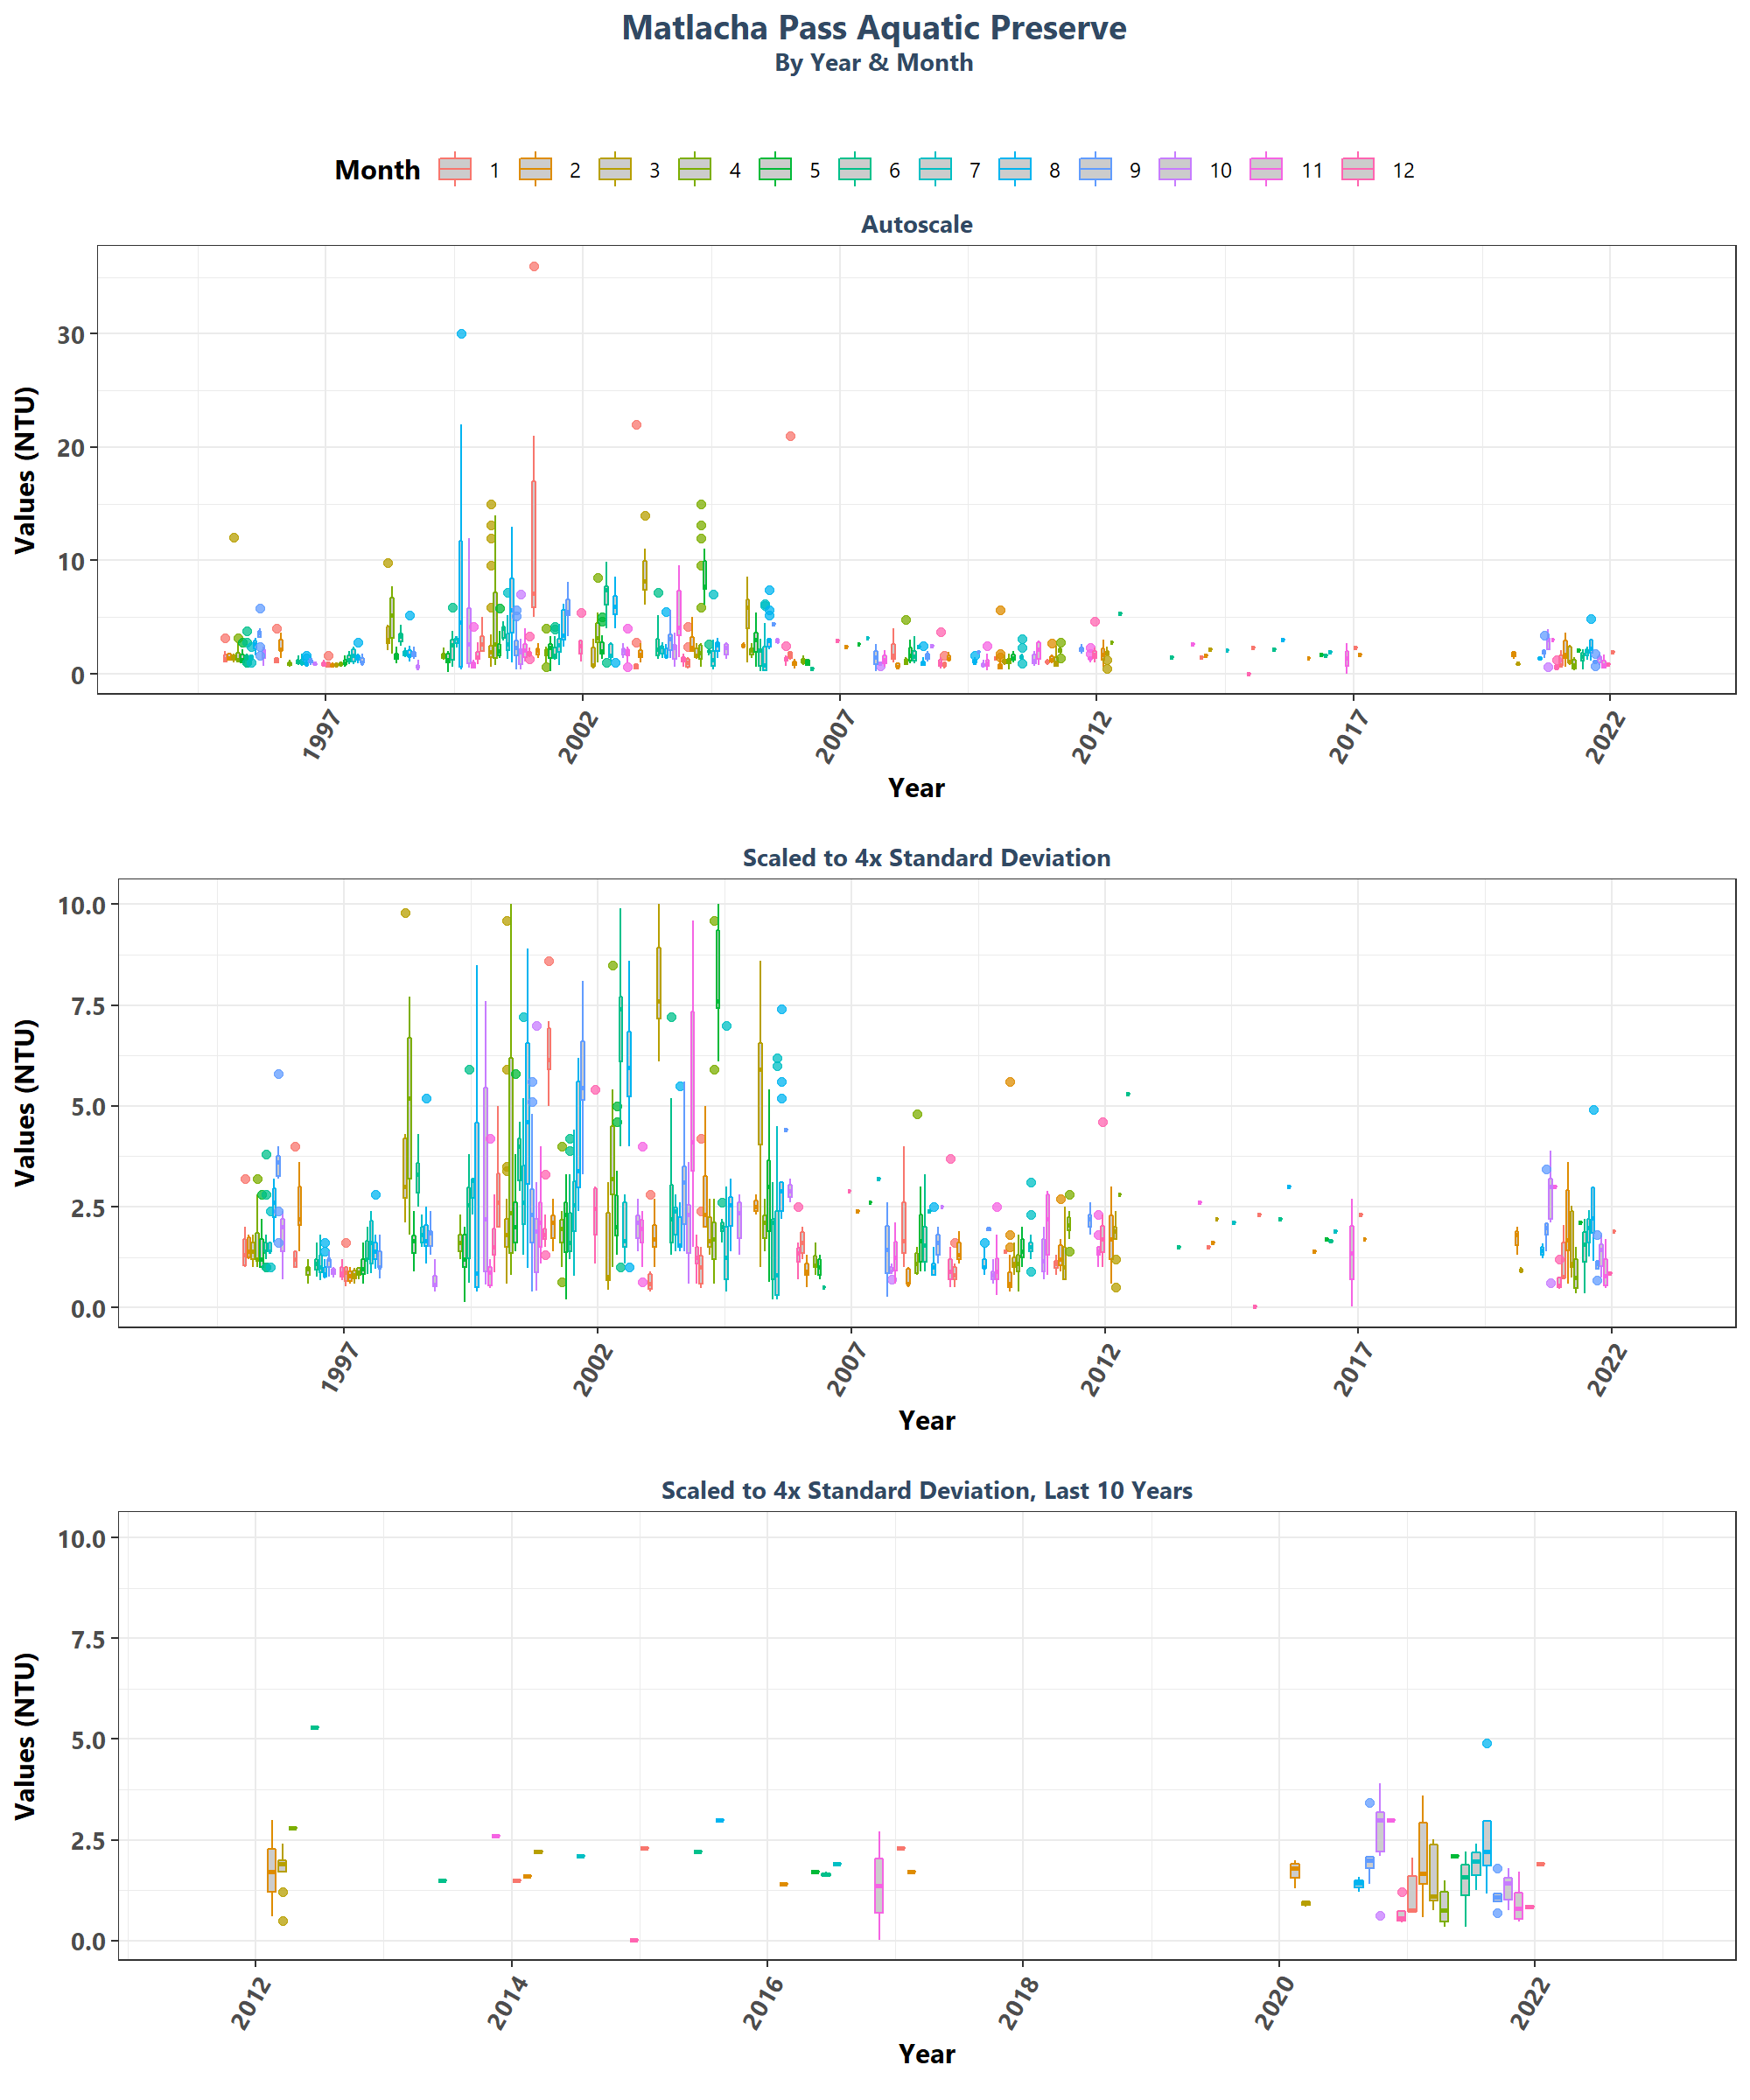 Matlacha Pass Aquatic Preserve
By Year & Month
Month 1 2 3 4 5 6 7 8 9 10 11 12
Autoscale
Values (NTU)
30
20
10
0
1997 2002 2007 2012 2017 2022
Year
Scaled to 4x Standard Deviation
Values (NTU)
10.0
7.5
5.0
2.5
0.0
1997 2002 2007 2012 2017 2022
Year
Scaled to 4x Standard Deviation, Last 10 Years
Values (NTU)
10.0
7.5
5.0
2.5
0.0
2012 2014 2016 2018 2020 2022
Year